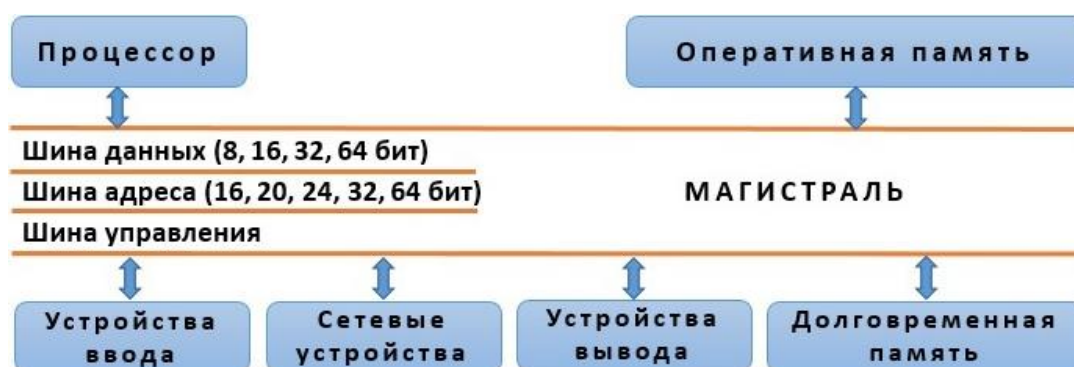 Процессор
Оперативная память
Шина данных (8, 16, 32, 64 бит)
Шина адреса (16, 20, 24, 32, 64 бит)
МАГИСТРАЛЬ
Шина управления
Устройства
ввода
Сетевые
устройства
Устройства
вывода
Долговременная
память